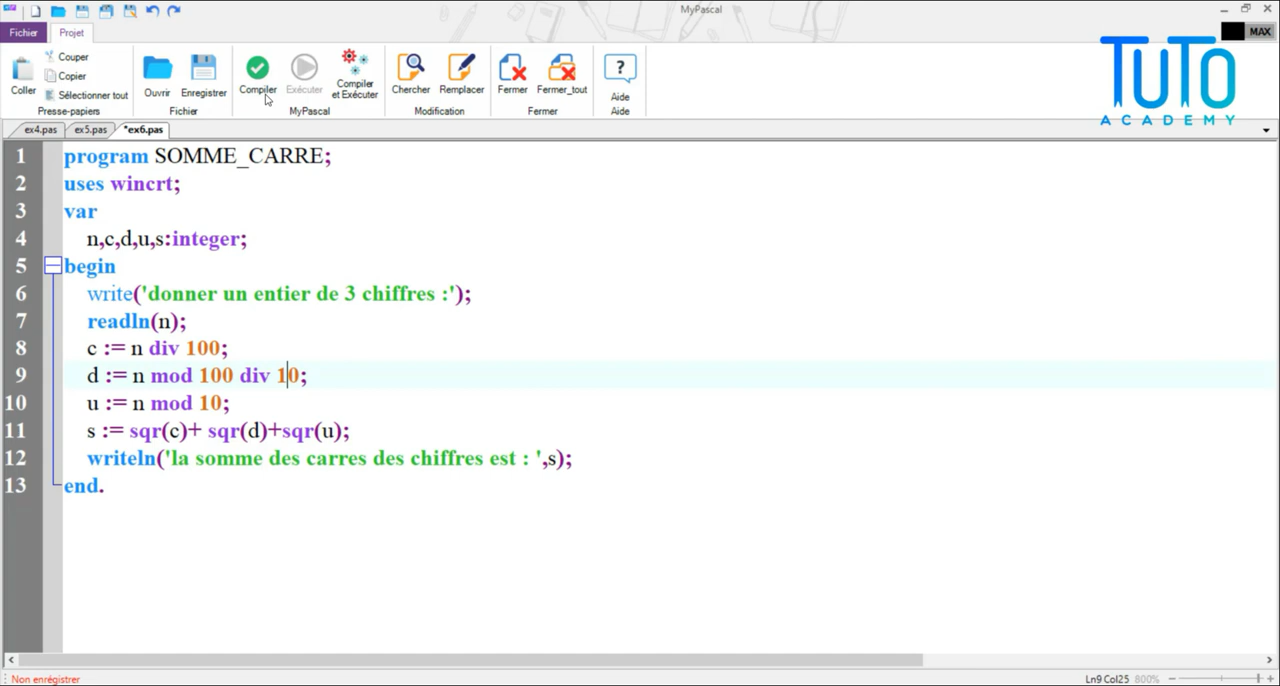 MyPascal
Fichier Projet
MAX
Coller
Couper
Copier
Sélectionner tout
Presse-papiers
Ouvrir Enregistrer
Fichier
Compiler Exécuter Compiler et Exécuter
MyPascal
Chercher Remplacer
Modification
Fermer Fermer_tout
Fermer
? Aide
Aide
TUTO
ACADEMY
ex4.pas ex5.pas *ex6.pas
1 program SOMME_CARRE;
2 uses wincrt;
3 var
4 n,c,d,u,s:integer;
5 begin
6 write('donner un entier de 3 chiffres :');
7 readln(n);
8 c := n div 100;
9 d := n mod 100 div 10;
10 u := n mod 10;
11 s := sqr(c)+ sqr(d)+sqr(u);
12 writeln('la somme des carres des chiffres est : ',s);
13 end.
Non enrégistrer Ln9 Col25 800%